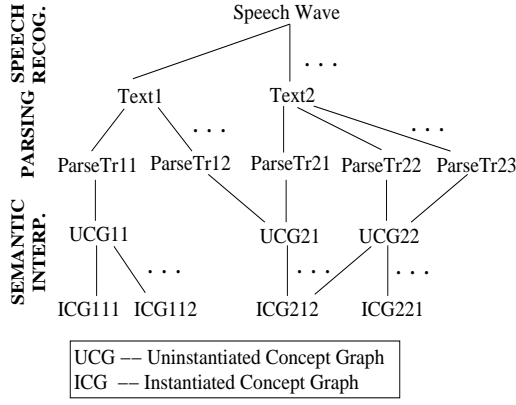 Speech Wave
SPEECH
RECOG.
. . .
Text1 Text2
PARSING
. . . . . .
ParseTr11 ParseTr12 ParseTr21 ParseTr22 ParseTr23
SEMANTIC
INTERP.
UCG11 UCG21 UCG22
. . . . . . . . .
ICG111 ICG112 ICG212 ICG221
UCG -- Uninstantiated Concept Graph
ICG -- Instantiated Concept Graph